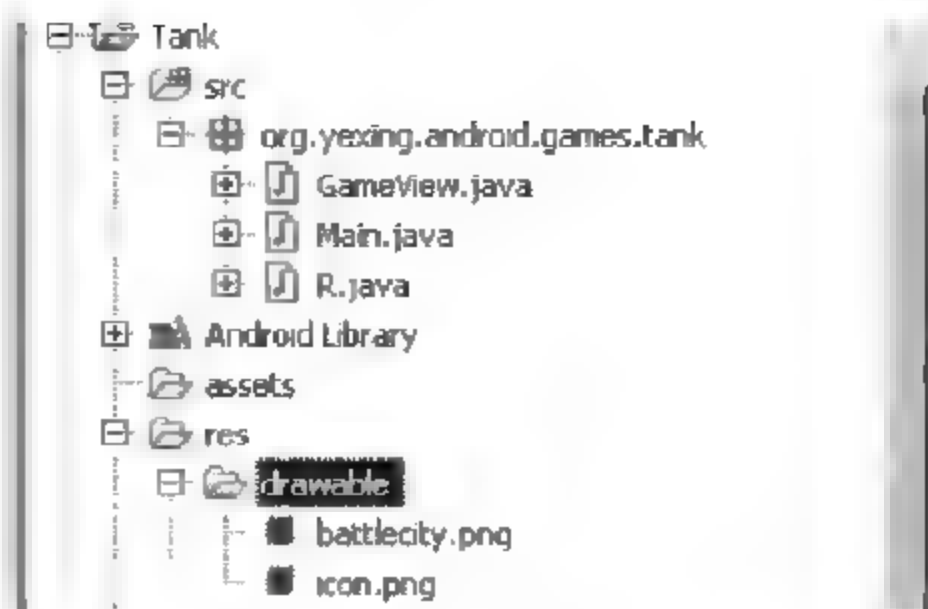 Tank
src
org.yexing.android.games.tank
GameView.java
Main.java
R.java
Android Library
assets
res
drawable
battlecity.png
icon.png